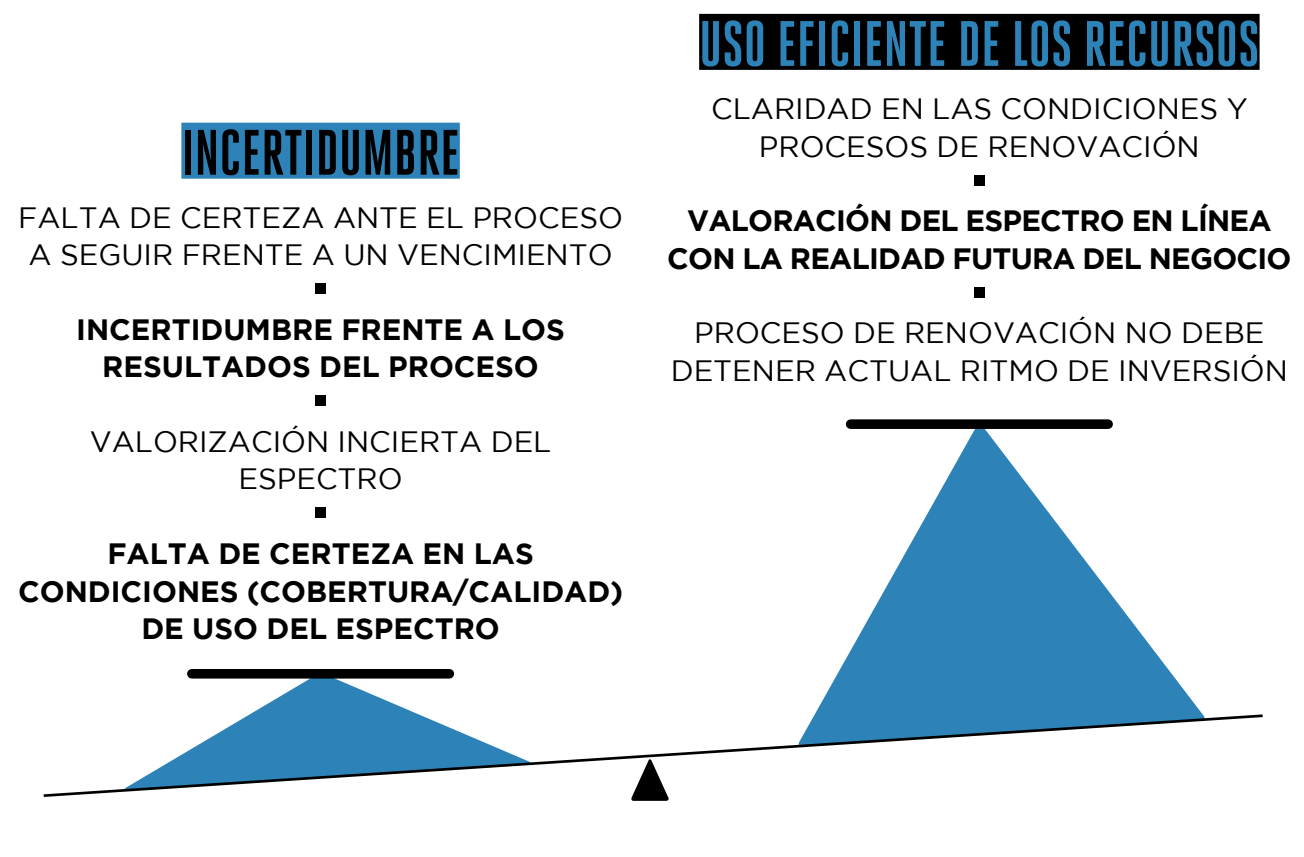 INCERTIDUMBRE
FALTA DE CERTEZA ANTE EL PROCESO
A SEGUIR FRENTE A UN VENCIMIENTO
INCERTIDUMBRE FRENTE A LOS
RESULTADOS DEL PROCESO
VALORIZACIÓN INCIERTA DEL
ESPECTRO
FALTA DE CERTEZA EN LAS
CONDICIONES (COBERTURA/CALIDAD)
DE USO DEL ESPECTRO
USO EFICIENTE DE LOS RECURSOS
CLARIDAD EN LAS CONDICIONES Y
PROCESOS DE RENOVACIÓN
VALORACIÓN DEL ESPECTRO EN LÍNEA
CON LA REALIDAD FUTURA DEL NEGOCIO
PROCESO DE RENOVACIÓN NO DEBE
DETENER ACTUAL RITMO DE INVERSIÓN